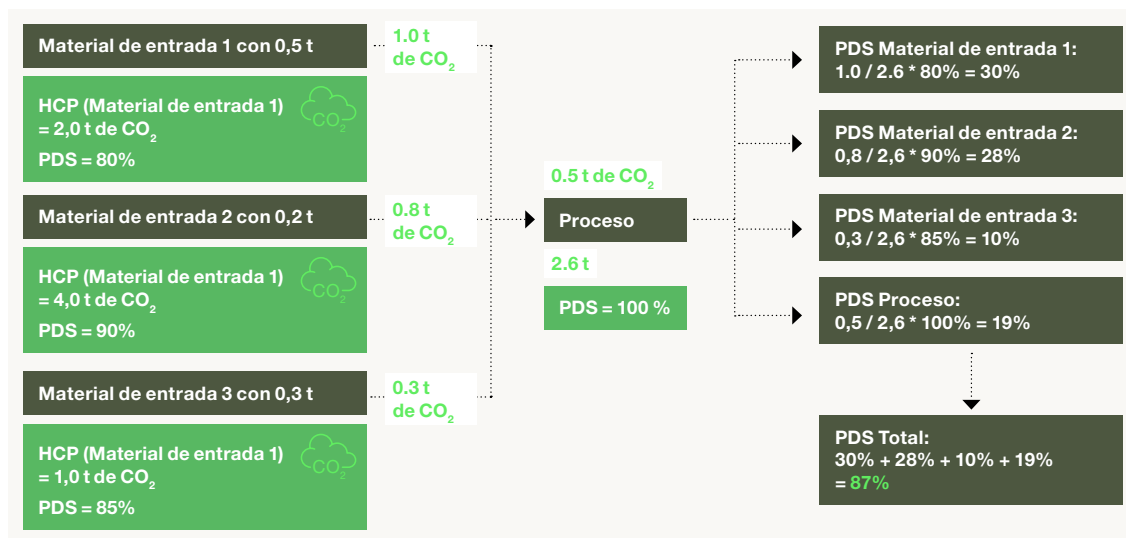 Material de entrada 1 con 0,5 t
HCP (Material de entrada 1)
= 2,0 t de CO₂
PDS = 80%
CO₂
1.0 t
de CO₂
Material de entrada 2 con 0,2 t
HCP (Material de entrada 1)
= 4,0 t de CO₂
PDS = 90%
CO₂
0.8 t
de CO₂
Material de entrada 3 con 0,3 t
HCP (Material de entrada 1)
= 1,0 t de CO₂
PDS = 85%
CO₂
0.3 t
de CO₂
0.5 t de CO₂
Proceso
2.6 t
PDS = 100 %
PDS Material de entrada 1:
1.0 / 2.6 * 80% = 30%
PDS Material de entrada 2:
0,8 / 2,6 * 90% = 28%
PDS Material de entrada 3:
0,3 / 2,6 * 85% = 10%
PDS Proceso:
0,5 / 2,6 * 100% = 19%
PDS Total:
30% + 28% + 10% + 19%
= 87%